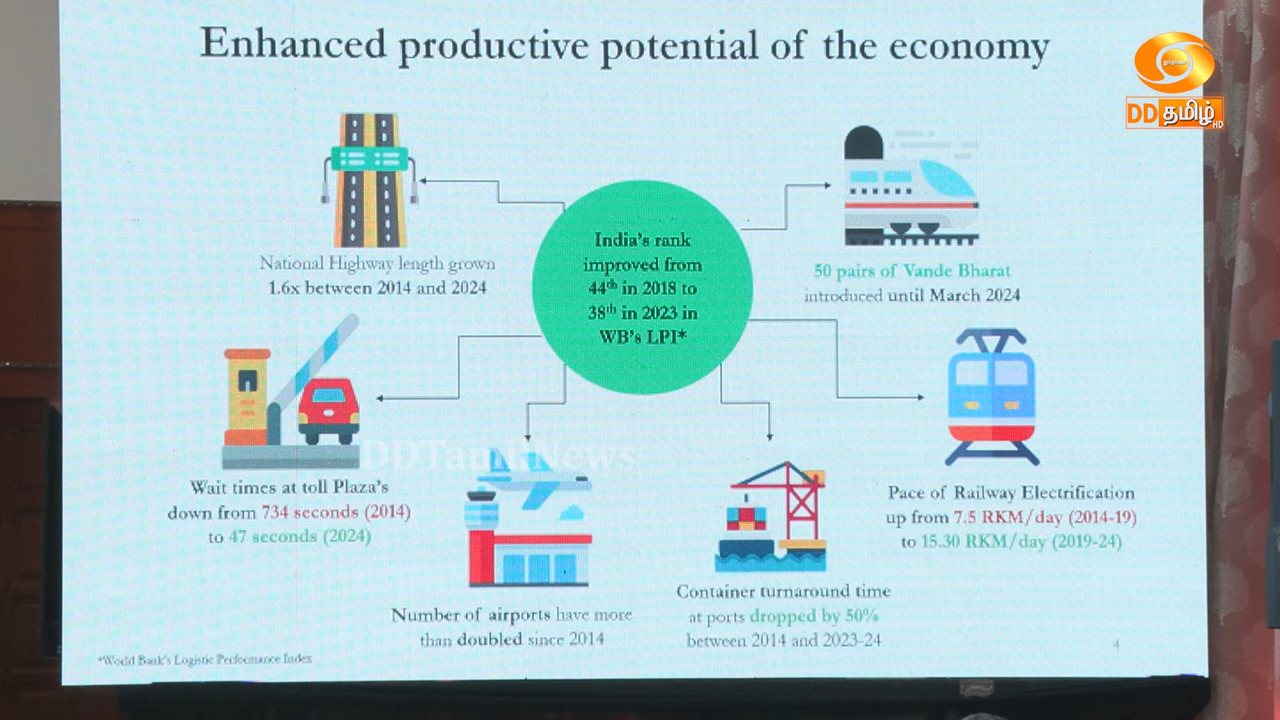 Enhanced productive potential of the economy
DD தமிழ் HD
National Highway length grown
1.6x between 2014 and 2024
India's rank
improved from
44th in 2018 to
38th in 2023 in
WB's LPI*
50 pairs of Vande Bharat
introduced until March 2024
Wait times at toll Plaza's
down from 734 seconds (2014)
to 47 seconds (2024)
DDTamilNews
Number of airports have more
than doubled since 2014
Container turnaround time
at ports dropped by 50%
between 2014 and 2023-24
Pace of Railway Electrification
up from 7.5 RKM/day (2014-19)
to 15.30 RKM/day (2019-24)
*World Bank's Logistic Performance Index
4